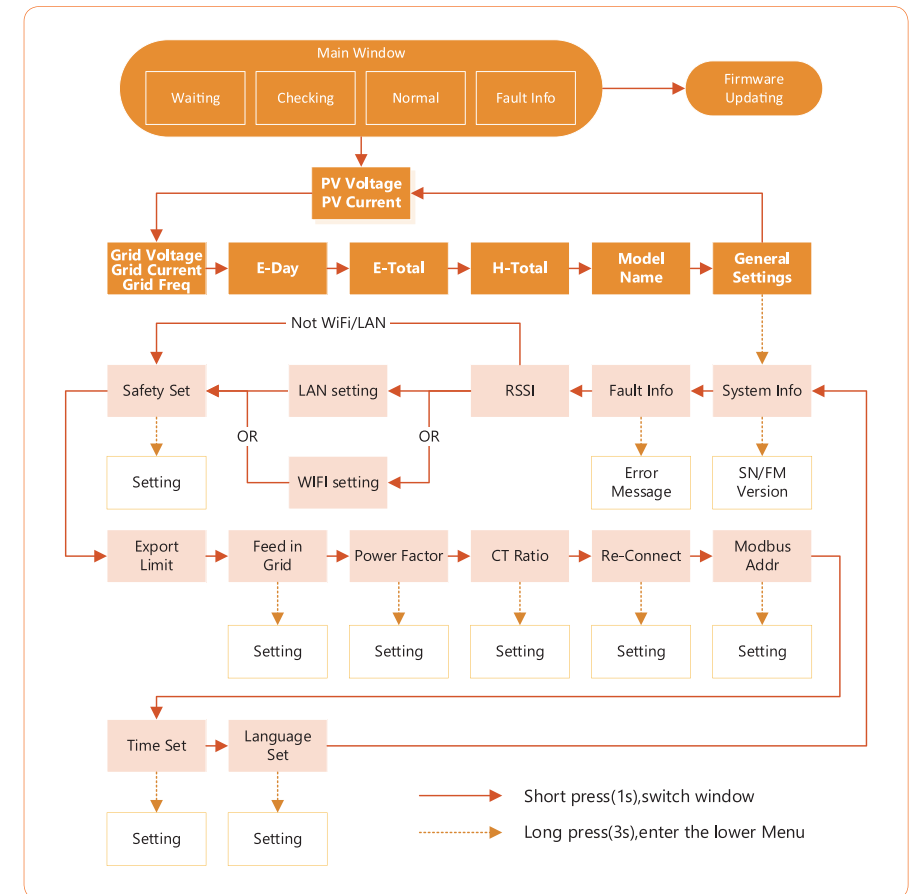 Main Window
Waiting
Checking
Normal
Fault Info
Firmware
Updating
PV Voltage
PV Current
Grid Voltage
Grid Current
Grid Freq
E-Day
E-Total
H-Total
Model
Name
General
Settings
Not WiFi/LAN
Safety Set
LAN setting
RSSI
Fault Info
System Info
OR
OR
Setting
WIFI setting
Error
Message
SN/FM
Version
Export
Limit
Feed in
Grid
Power Factor
CT Ratio
Re-Connect
Modbus
Addr
Setting
Setting
Setting
Setting
Setting
Time Set
Language
Set
Short press(1s),switch window
Setting
Setting
Long press(3s),enter the lower Menu